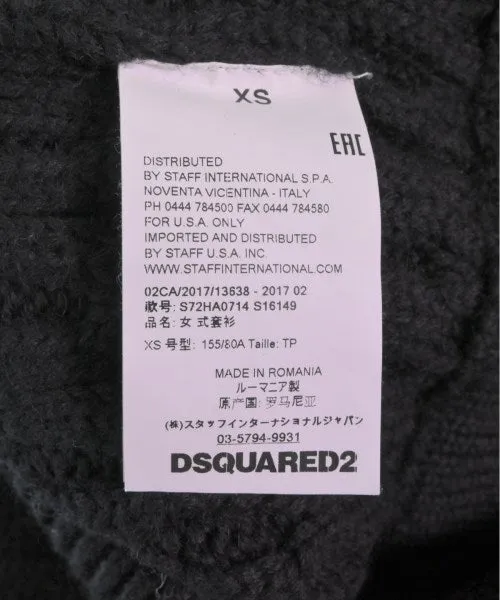 XS
EAC
DISTRIBUTED
BY STAFF INTERNATIONAL S.P.A.
NOVENTA VICENTINA - ITALY
PH 0444 784500 FAX 0444 784580
FOR U.S.A. ONLY
IMPORTED AND DISTRIBUTED
BY STAFF U.S.A. INC.
WWW.STAFFINTERNATIONAL.COM
02CA/2017/13638 - 2017 02
款号: S72HA0714 S16149
品名: 女 式套衫
XS 号型: 155/80A Taille: TP
MADE IN ROMANIA
ルーマニア製
原产国: 罗马尼亚
(株)スタッフインターナショナルジャパン
03-5794-9931
DSQUARED2